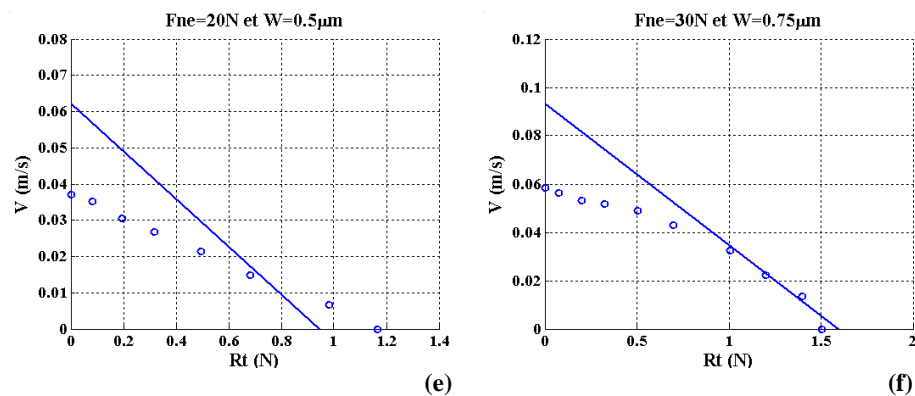 Fne=20N et W=0.5µm
0.08
0.07
0.06
0.05
0.04
0.03
0.02
0.01
0
V (m/s)
0 0.2 0.4 0.6 0.8 1 1.2 1.4
Rt (N)
(e)
Fne=30N et W=0.75µm
0.12
0.1
0.08
0.06
0.04
0.02
0
V (m/s)
0 0.5 1 1.5 2
Rt (N)
(f)